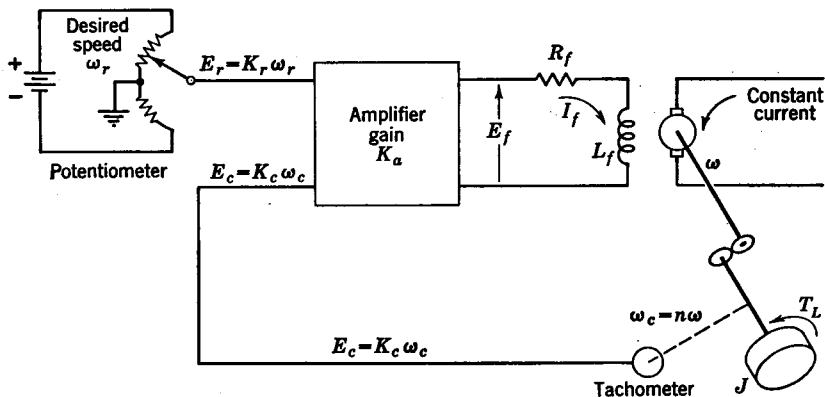 Desired
speed
ω_r
+
−
E_r = K_r ω_r
Potentiometer
Amplifier
gain
K_a
E_c = K_c ω_c
R_f
I_f
E_f
L_f
Constant
current
ω
ω_c = nω
T_L
E_c = K_c ω_c
Tachometer
J